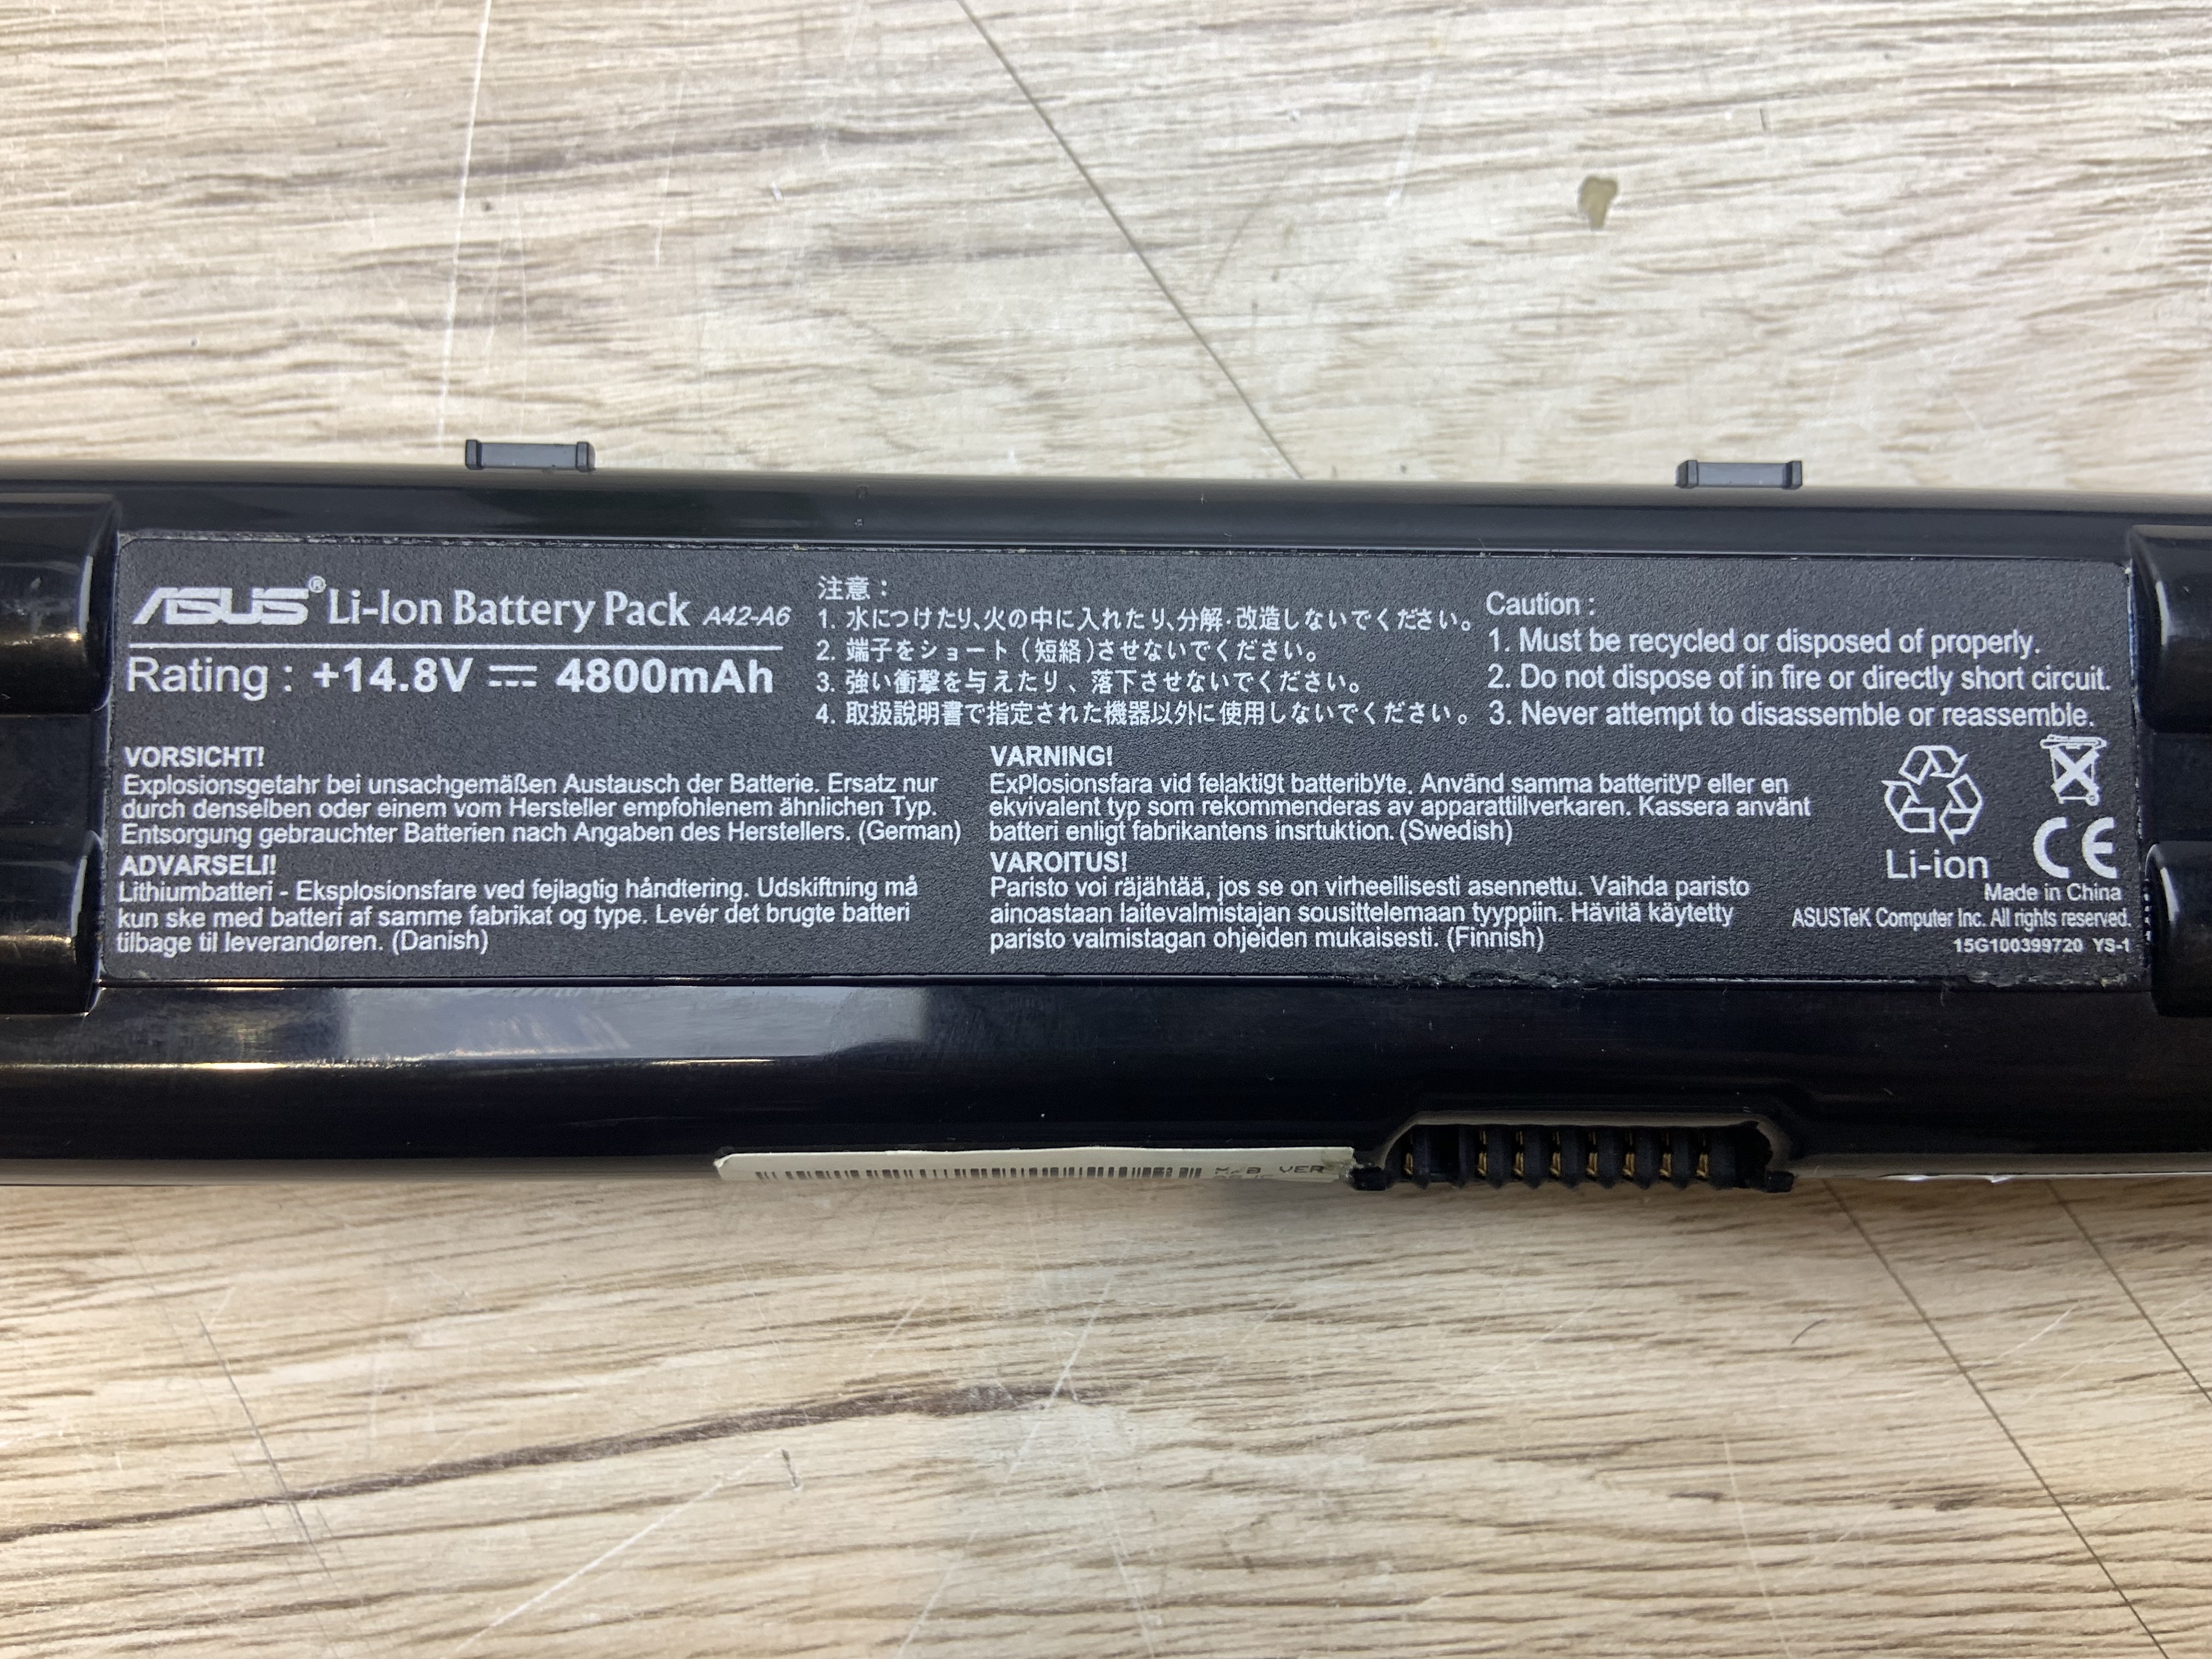 ASUS® Li-Ion Battery Pack A42-A6
Rating : +14.8V 4800mAh
注意：
1. 水につけたり､火の中に入れたり､分解･改造しないでください。
2. 端子をショート（短絡)させないでください。
3. 強い衝撃を与えたり、落下させないでください。
4. 取扱説明書で指定された機器以外に使用しないでください。
Caution :
1. Must be recycled or disposed of properly.
2. Do not dispose of in fire or directly short circuit.
3. Never attempt to disassemble or reassemble.
VORSICHT!
Explosionsgetahr bei unsachgemäßen Austausch der Batterie. Ersatz nur
durch denselben oder einem vom Hersteller empfohlenem ähnlichen Typ.
Entsorgung gebrauchter Batterien nach Angaben des Herstellers. (German)
ADVARSELI!
Lithiumbatteri - Eksplosionsfare ved fejlagtig håndtering. Udskiftning må
kun ske med batteri af samme fabrikat og type. Levér det brugte batteri
tilbage til leverandøren. (Danish)
VARNING!
ExPlosionsfara vid felaktigt batteribyte. Använd samma batterityp eller en
ekvivalent typ som rekommenderas av apparattillverkaren. Kassera använt
batteri enligt fabrikantens insrtuktion. (Swedish)
VAROITUS!
Paristo voi räjähtää, jos se on virheellisesti asennettu. Vaihda paristo
ainoastaan laitevalmistajan sousittelemaan tyyppiin. Hävitä käytetty
paristo valmistagan ohjeiden mukaisesti. (Finnish)
Li-ion
CE
Made in China
ASUSTeK Computer Inc. All rights reserved.
15G100399720 YS-1
VER